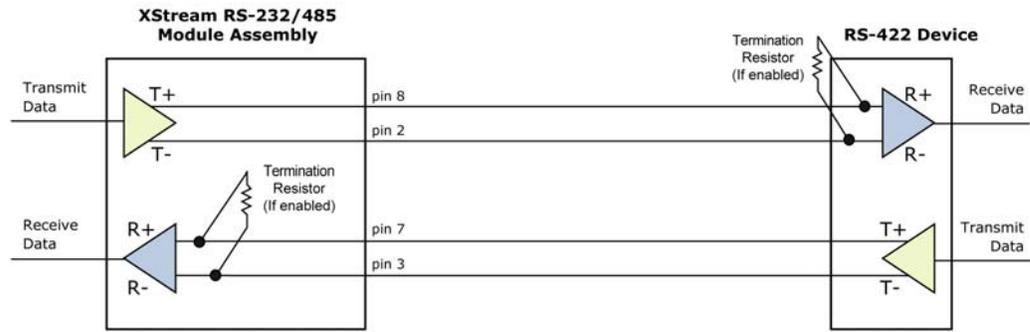 XStream RS-232/485
Module Assembly
RS-422 Device
Termination
Resistor
(If enabled)
Transmit
Data
T+
T-
pin 8
pin 2
R+
R-
Receive
Data
Termination
Resistor
(If enabled)
Receive
Data
R+
R-
pin 7
pin 3
T+
T-
Transmit
Data